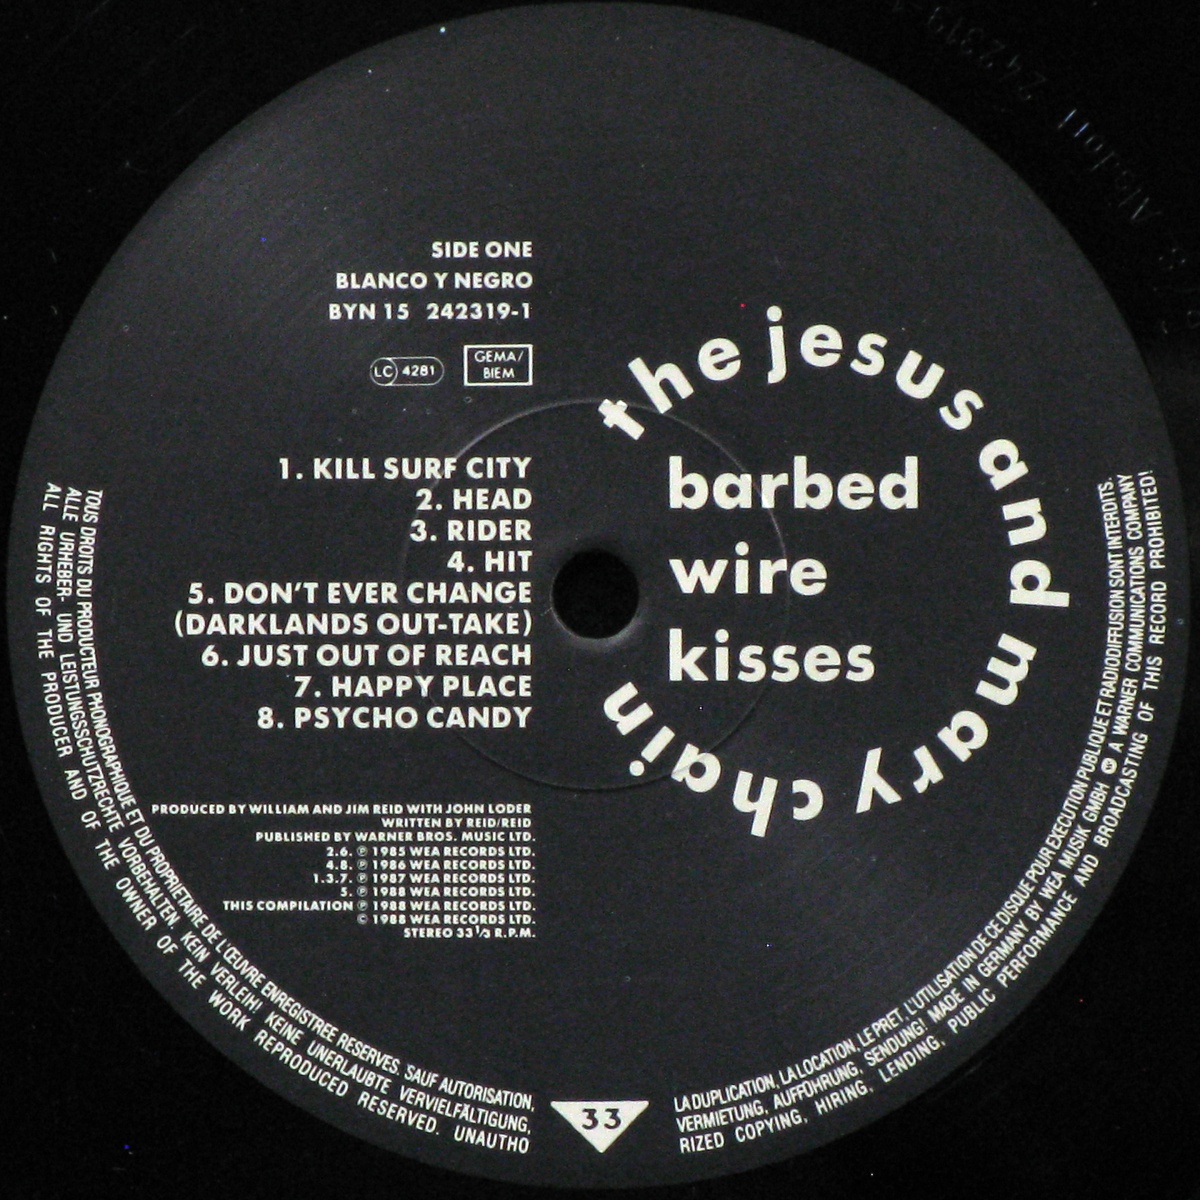 SIDE ONE
BLANCO Y NEGRO
BYN 15 242319-1
LC 4281
GEMA/
BIEM
the jesus and mary chain
barbed
wire
kisses
1. KILL SURF CITY
2. HEAD
3. RIDER
4. HIT
5. DON'T EVER CHANGE
(DARKLANDS OUT-TAKE)
6. JUST OUT OF REACH
7. HAPPY PLACE
8. PSYCHO CANDY
PRODUCED BY WILLIAM AND JIM REID WITH JOHN LODER
WRITTEN BY REID/REID
PUBLISHED BY WARNER BROS. MUSIC LTD.
2.6. ℗ 1985 WEA RECORDS LTD.
4.8. ℗ 1986 WEA RECORDS LTD.
1.3.7. ℗ 1987 WEA RECORDS LTD.
5. ℗ 1988 WEA RECORDS LTD.
THIS COMPILATION ℗ 1988 WEA RECORDS LTD.
© 1988 WEA RECORDS LTD.
STEREO 33⅓ R.P.M.
TOUS DROITS DU PRODUCTEUR PHONOGRAPHIQUE ET DU PROPRIETAIRE DE L'ŒUVRE ENREGISTREE RESERVES. SAUF AUTORISATION, LA DUPLICATION, LA LOCATION, LE PRET, L'UTILISATION DE CE DISQUE POUR EXECUTION PUBLIQUE ET RADIODIFFUSION SONT INTERDITS.
ALLE URHEBER- UND LEISTUNGSSCHUTZRECHTE VORBEHALTEN. KEIN VERLEIH! KEINE UNERLAUBTE VERVIELFÄLTIGUNG, VERMIETUNG, AUFFÜHRUNG, SENDUNG! MADE IN GERMANY BY WEA MUSIK GMBH A WARNER COMMUNICATIONS COMPANY
ALL RIGHTS OF THE PRODUCER AND OF THE OWNER OF THE WORK REPRODUCED RESERVED. UNAUTHORIZED COPYING, HIRING, LENDING, PUBLIC PERFORMANCE AND BROADCASTING OF THIS RECORD PROHIBITED!
33